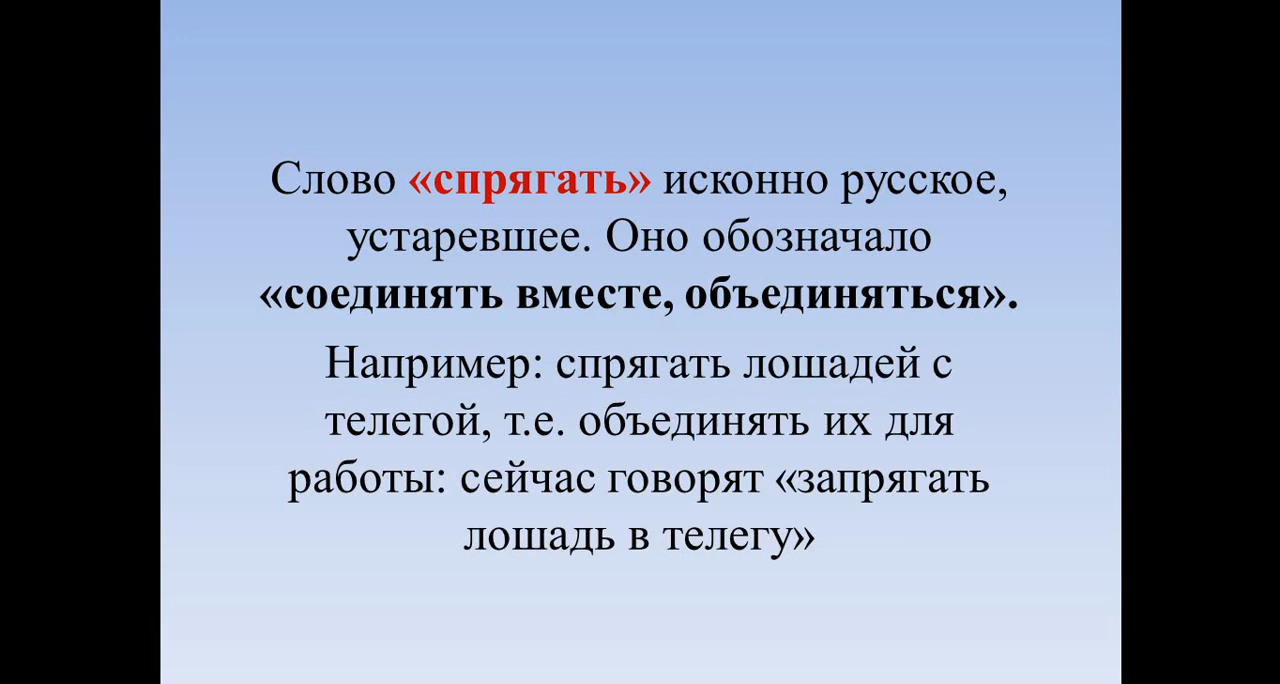 Слово «спрягать» исконно русское,
устаревшее. Оно обозначало
«соединять вместе, объединяться».
Например: спрягать лошадей с
телегой, т.е. объединять их для
работы: сейчас говорят «запрягать
лошадь в телегу»